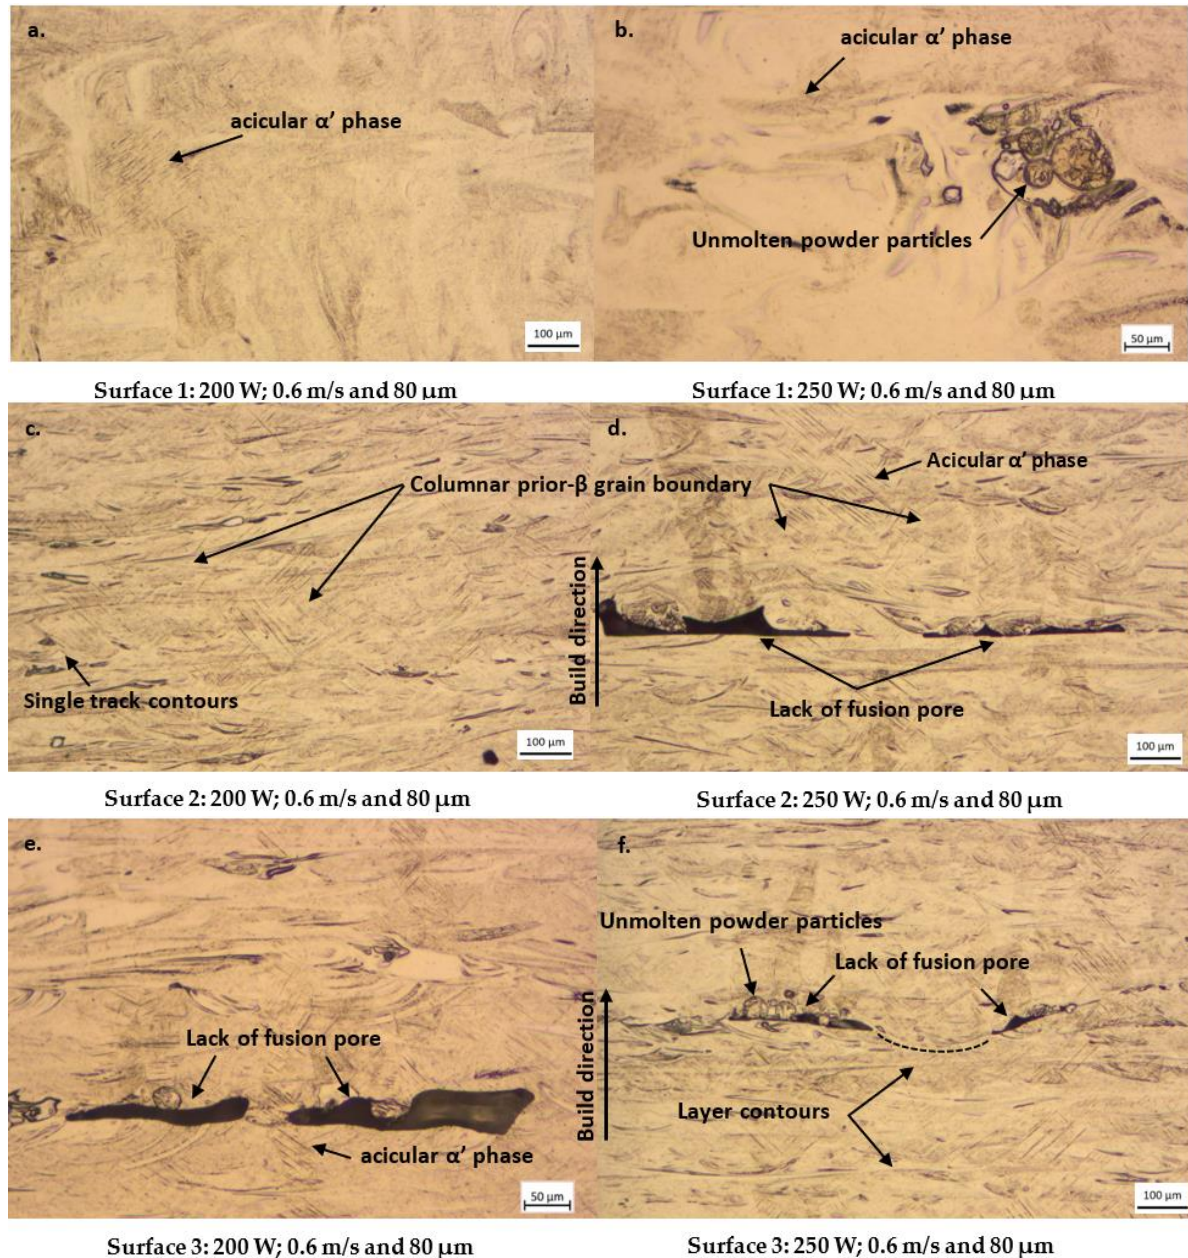 a.
acicular α’ phase
100 µm
b.
acicular α’ phase
Unmolten powder particles
50 µm
Surface 1: 200 W; 0.6 m/s and 80 µm
Surface 1: 250 W; 0.6 m/s and 80 µm
c.
Columnar prior-β grain boundary
Single track contours
100 µm
d.
Acicular α’ phase
Build direction
Lack of fusion pore
100 µm
Surface 2: 200 W; 0.6 m/s and 80 µm
Surface 2: 250 W; 0.6 m/s and 80 µm
e.
Lack of fusion pore
acicular α’ phase
50 µm
f.
Unmolten powder particles
Lack of fusion pore
Build direction
Layer contours
100 µm
Surface 3: 200 W; 0.6 m/s and 80 µm
Surface 3: 250 W; 0.6 m/s and 80 µm